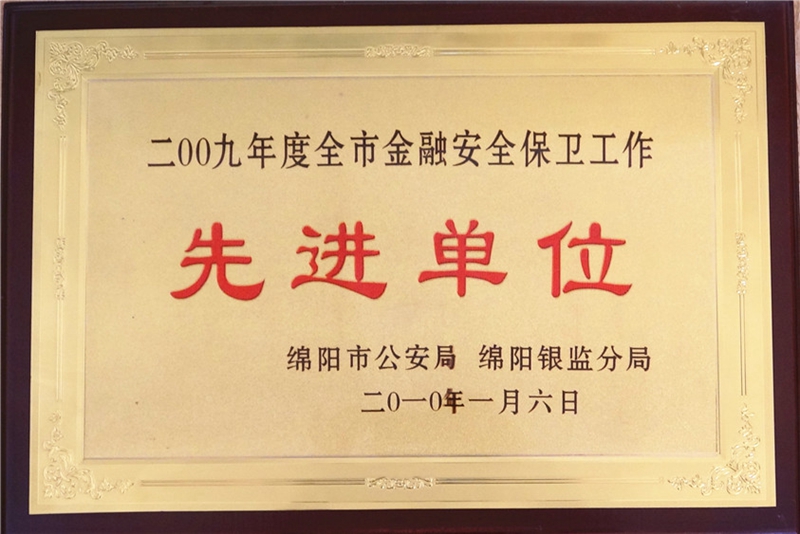 二00九年度全市金融安全保卫工作
先进单位
绵阳市公安局 绵阳银监分局
二0一0年一月六日